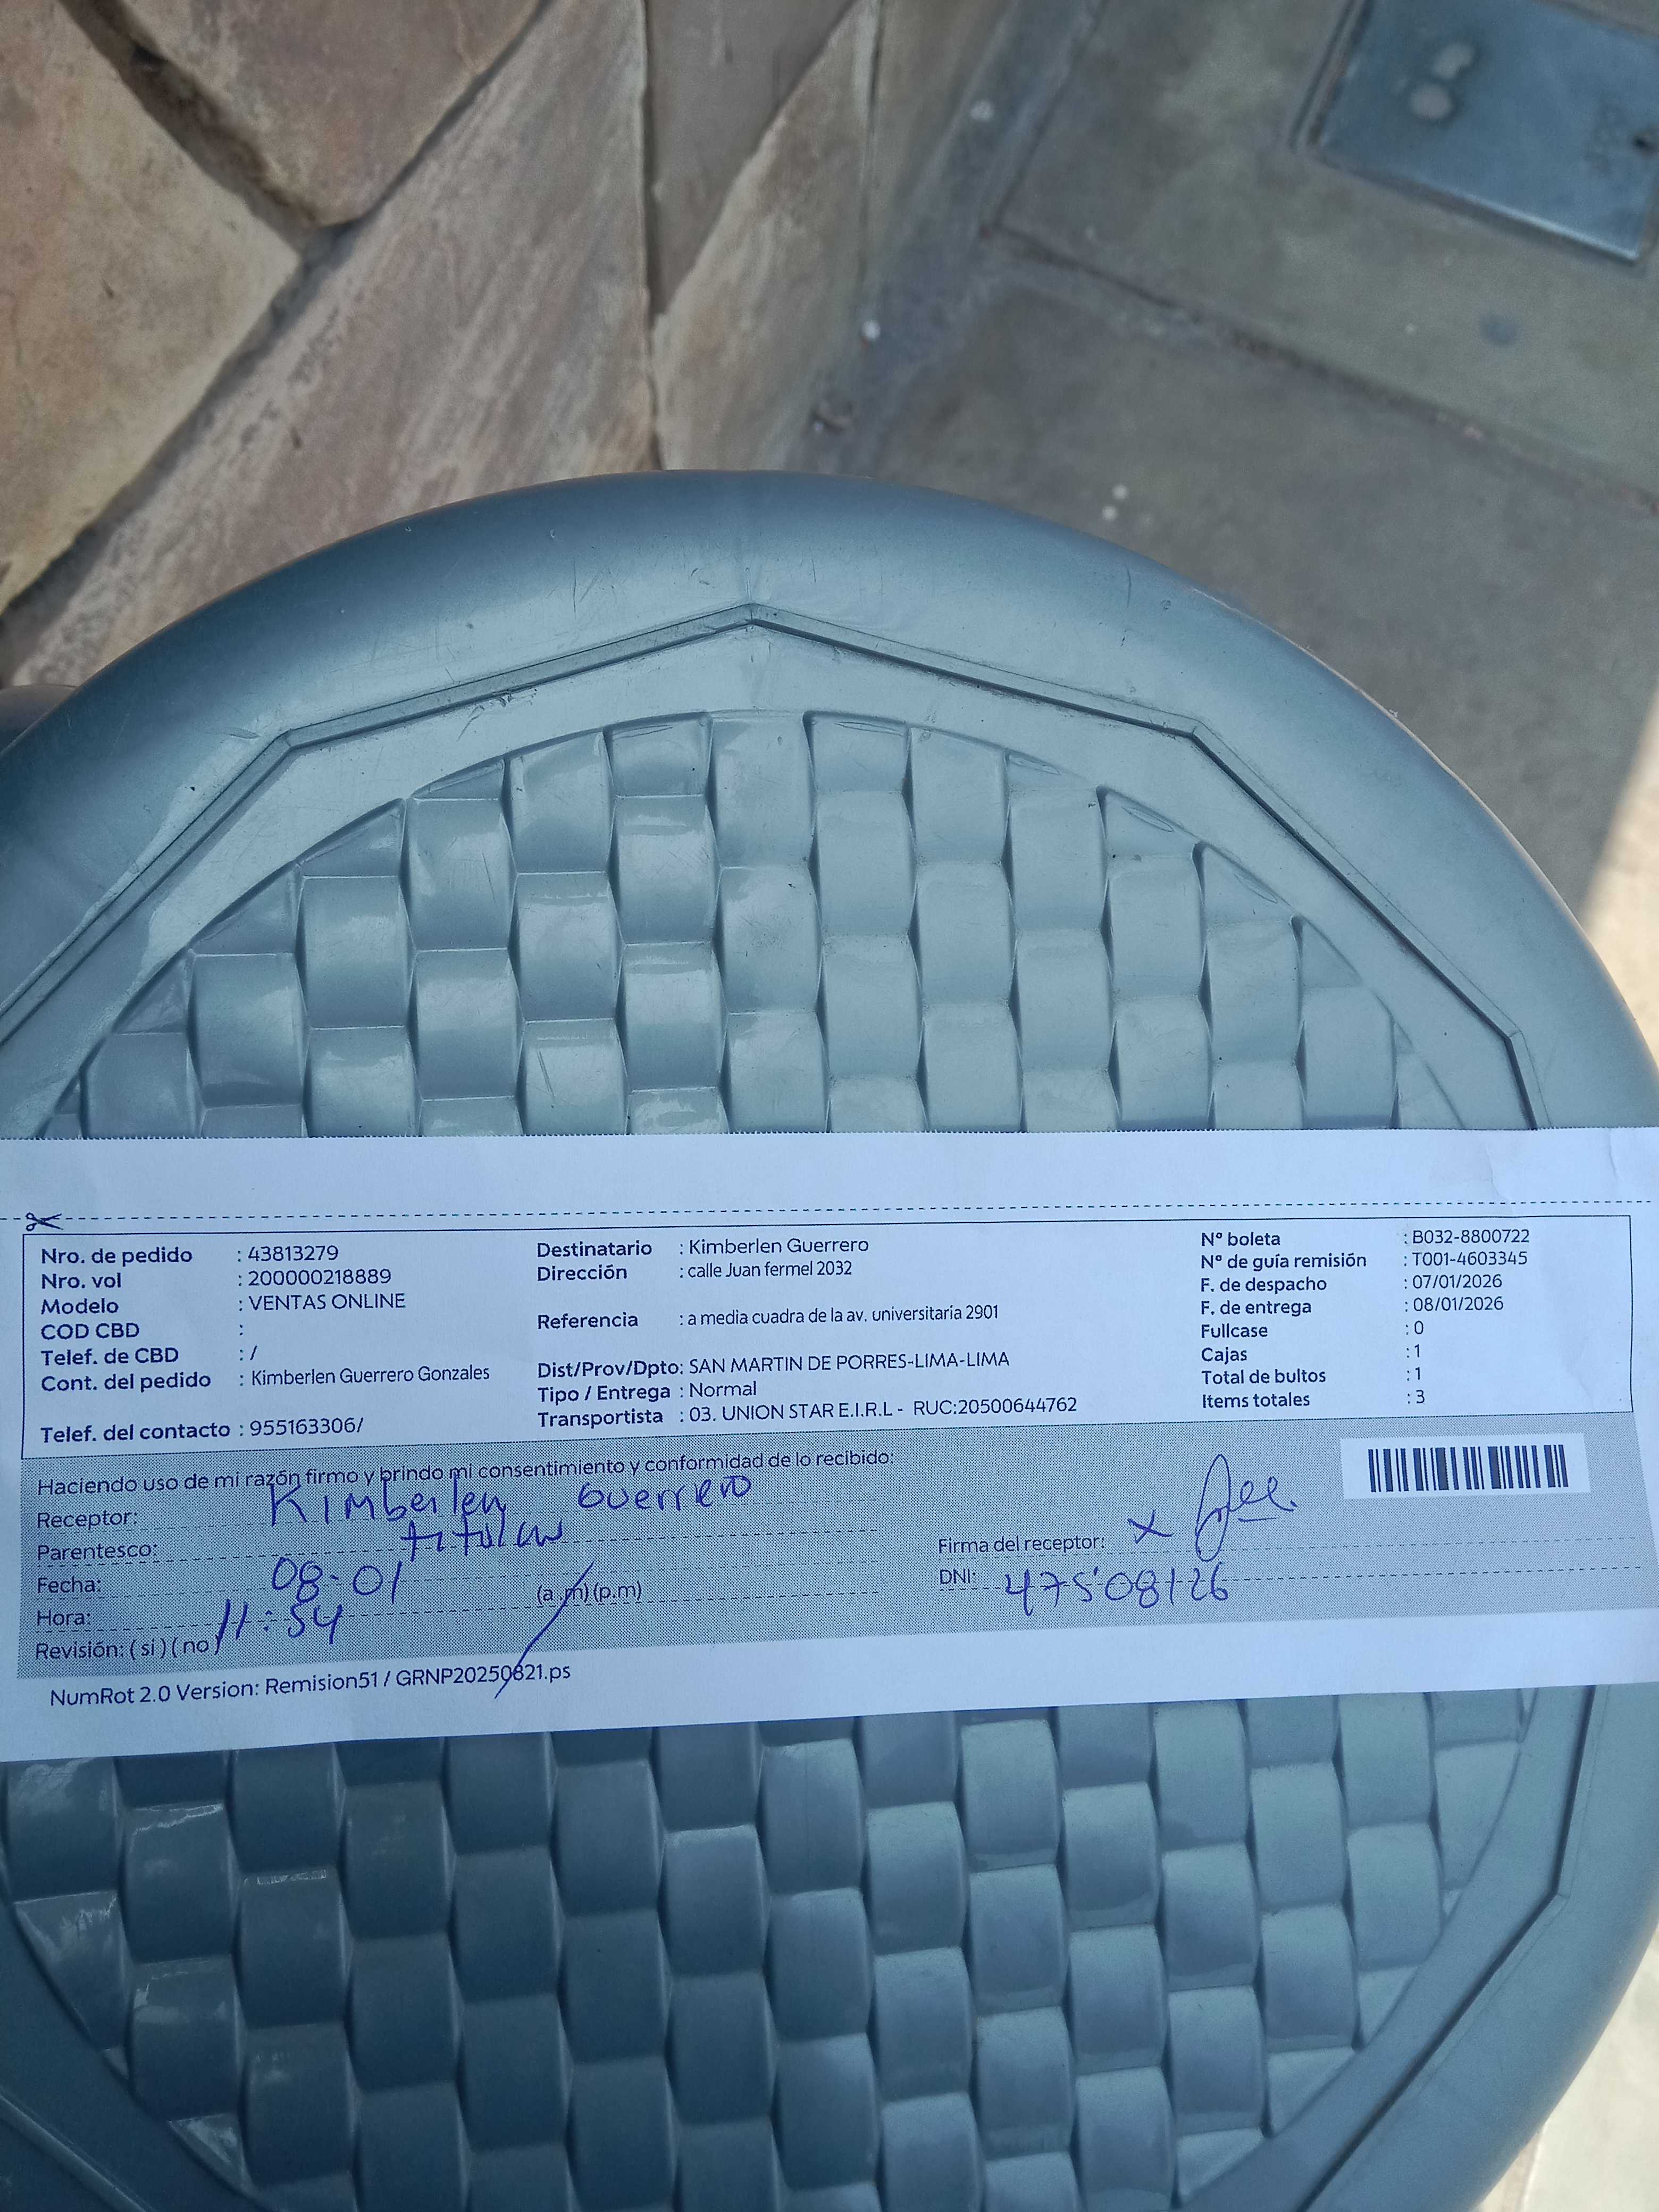 Nro. de pedido : 43813279
Nro. vol : 200000218889
Modelo : VENTAS ONLINE
COD CBD :
Telef. de CBD : /
Cont. del pedido : Kimberlen Guerrero Gonzales
Telef. del contacto : 955163306/
Destinatario : Kimberlen Guerrero
Dirección : calle Juan fermel 2032
Referencia : a media cuadra de la av. universitaria 2901
Dist/Prov/Dpto: SAN MARTIN DE PORRES-LIMA-LIMA
Tipo / Entrega : Normal
Transportista : 03. UNION STAR E.I.R.L - RUC:20500644762
N° boleta : B032-8800722
N° de guía remisión : T001-4603345
F. de despacho : 07/01/2026
F. de entrega : 08/01/2026
Fullcase : 0
Cajas : 1
Total de bultos : 1
Items totales : 3
Haciendo uso de mi razón firmo y brindo mi consentimiento y conformidad de lo recibido:
Receptor: Kimberlen Guerrero
Parentesco: titular
Fecha: 08-01
Hora: 11:54 (a.m) (p.m)
Revisión: ( si ) ( no )
Firma del receptor: x
DNI: 47508126
NumRot 2.0 Version: Remision51 / GRNP20250821.ps